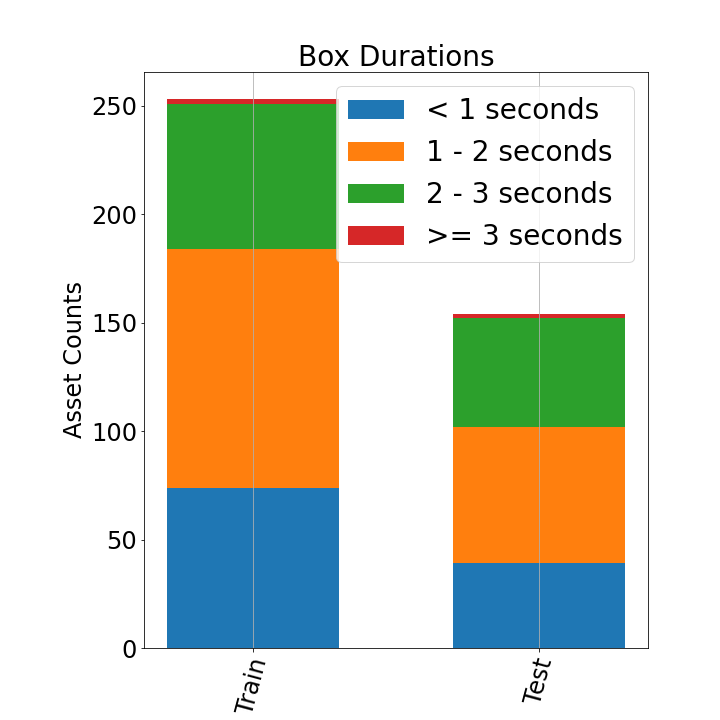 Box Durations
250
200
150
100
50
0
Asset Counts
< 1 seconds
1 - 2 seconds
2 - 3 seconds
>= 3 seconds
Train
Test